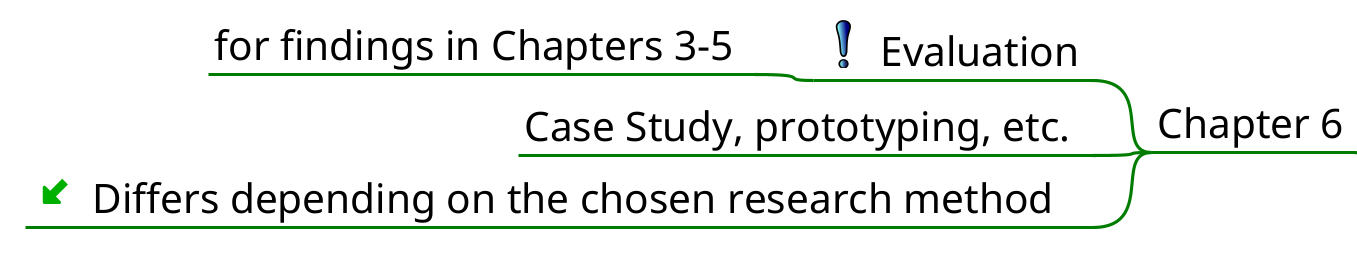 for findings in Chapters 3-5
Evaluation
Chapter 6
Case Study, prototyping, etc.
Differs depending on the chosen research method